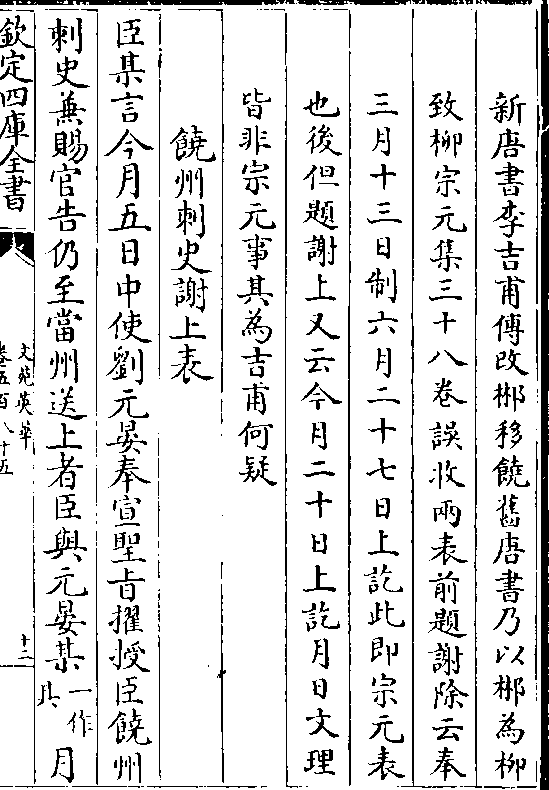 新唐書李吉甫傳改郴移饒舊唐書乃以郴為柳
致柳宗元集三十八卷誤收兩表前題謝除云奉
三月十三日制六月二十七日上訖此即宗元表
也後但題謝上又云今月二十日上訖月日文理
皆非宗元事其為吉甫何疑
饒州刺史謝上表
臣某言今月五日中使劉元晏奉宣聖旨擢授臣饒州
刺史兼賜官告仍至當州送上者臣與元晏某一作其月
欽定四庫全書
文苑英華
卷五百八十五
十二